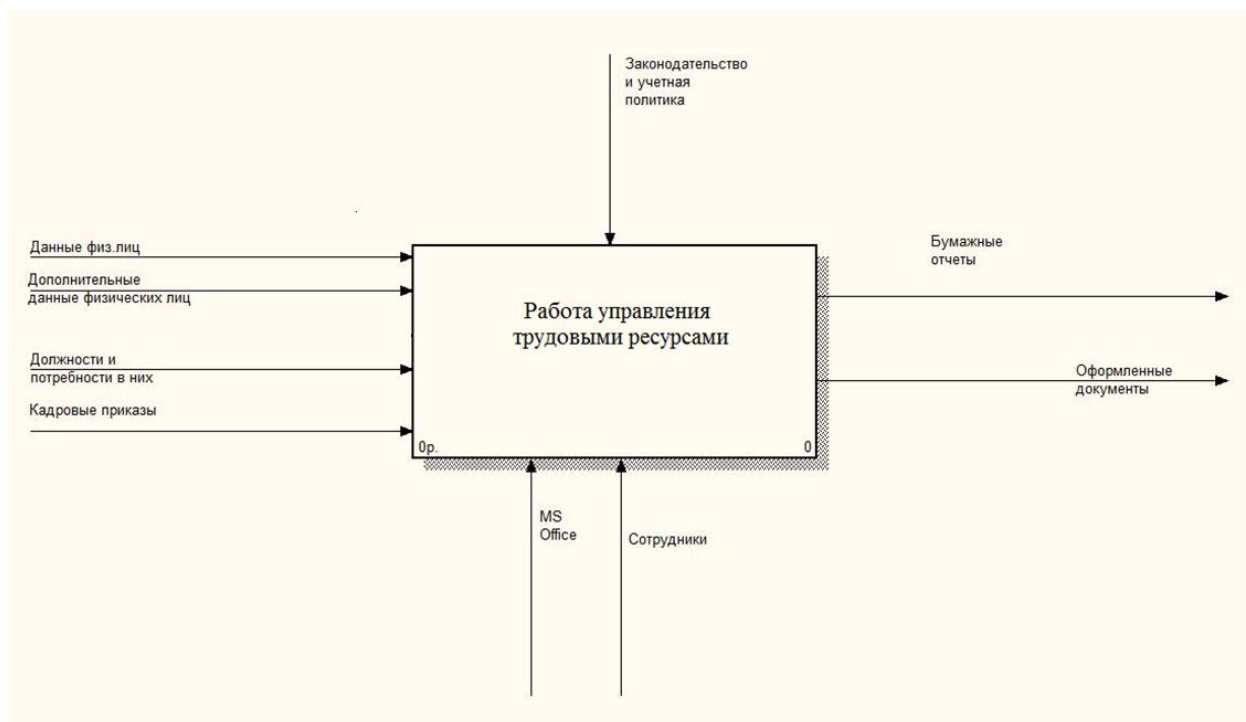 Законодательство
и учетная
политика
Данные физ.лиц
Бумажные
отчеты
Дополнительные
данные физических лиц
Работа управления
трудовыми ресурсами
Должности и
потребности в них
Оформленные
документы
Кадровые приказы
0р.
0
MS
Office
Сотрудники